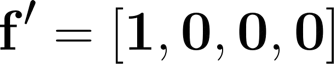 f′ = [1, 0, 0, 0]